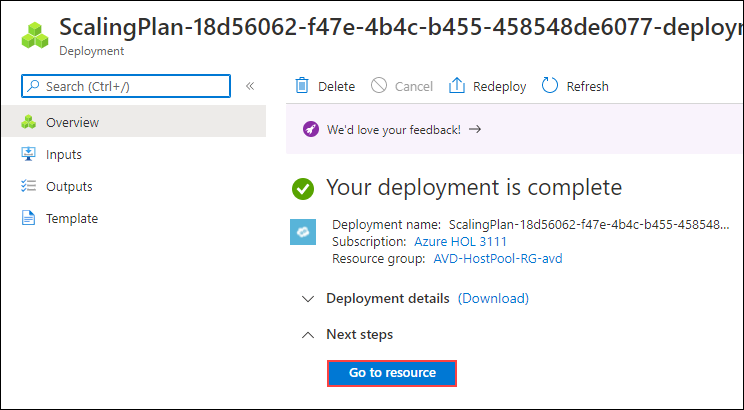 ScalingPlan-18d56062-f47e-4b4c-b455-458548de6077-deploym
Deployment
Search (Ctrl+/)
«
Overview
Inputs
Outputs
Template
Delete
Cancel
Redeploy
Refresh
We'd love your feedback! →
Your deployment is complete
Deployment name: ScalingPlan-18d56062-f47e-4b4c-b455-458548...
Subscription: Azure HOL 3111
Resource group: AVD-HostPool-RG-avd
Deployment details (Download)
Next steps
Go to resource